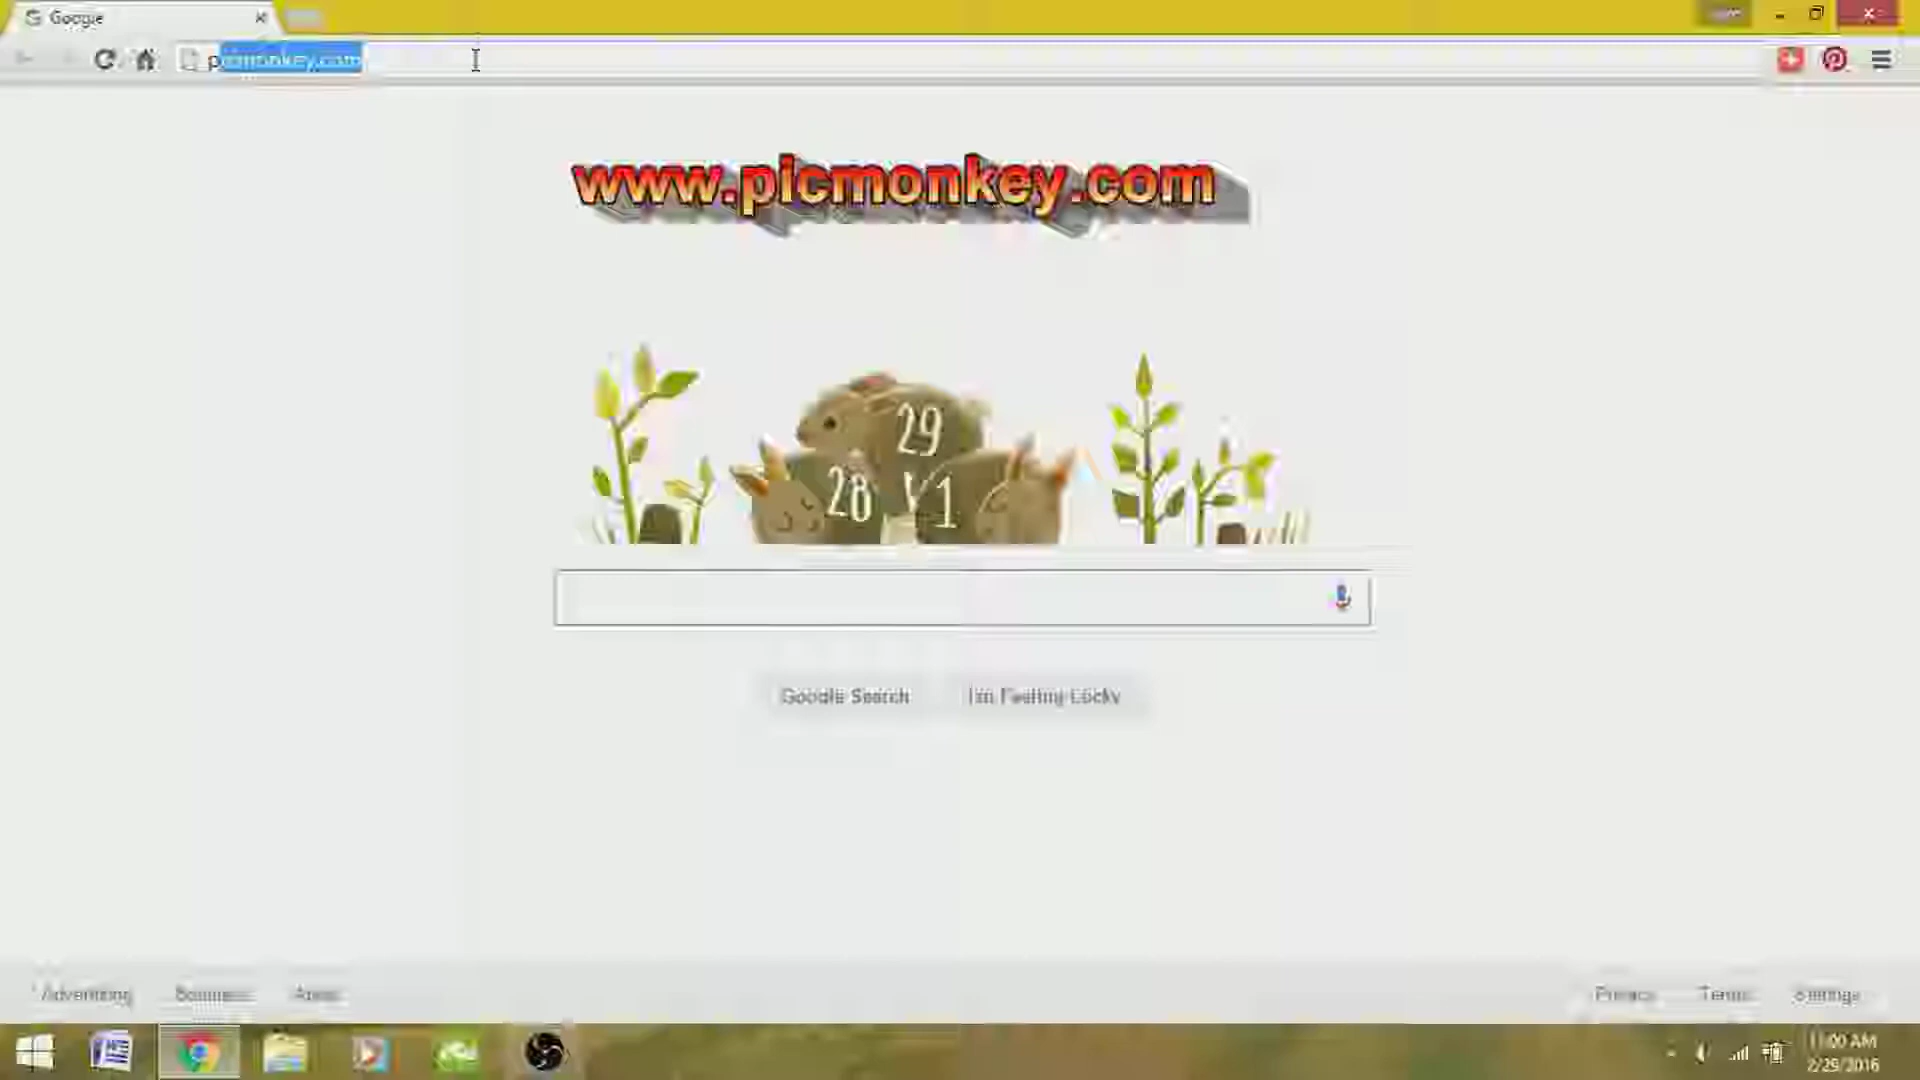 Google
picmonkey.com
www.picmonkey.com
29
28 1
Google Search I'm Feeling Lucky
Advertising Business About Privacy Terms Settings
11:00 AM
2/29/2016